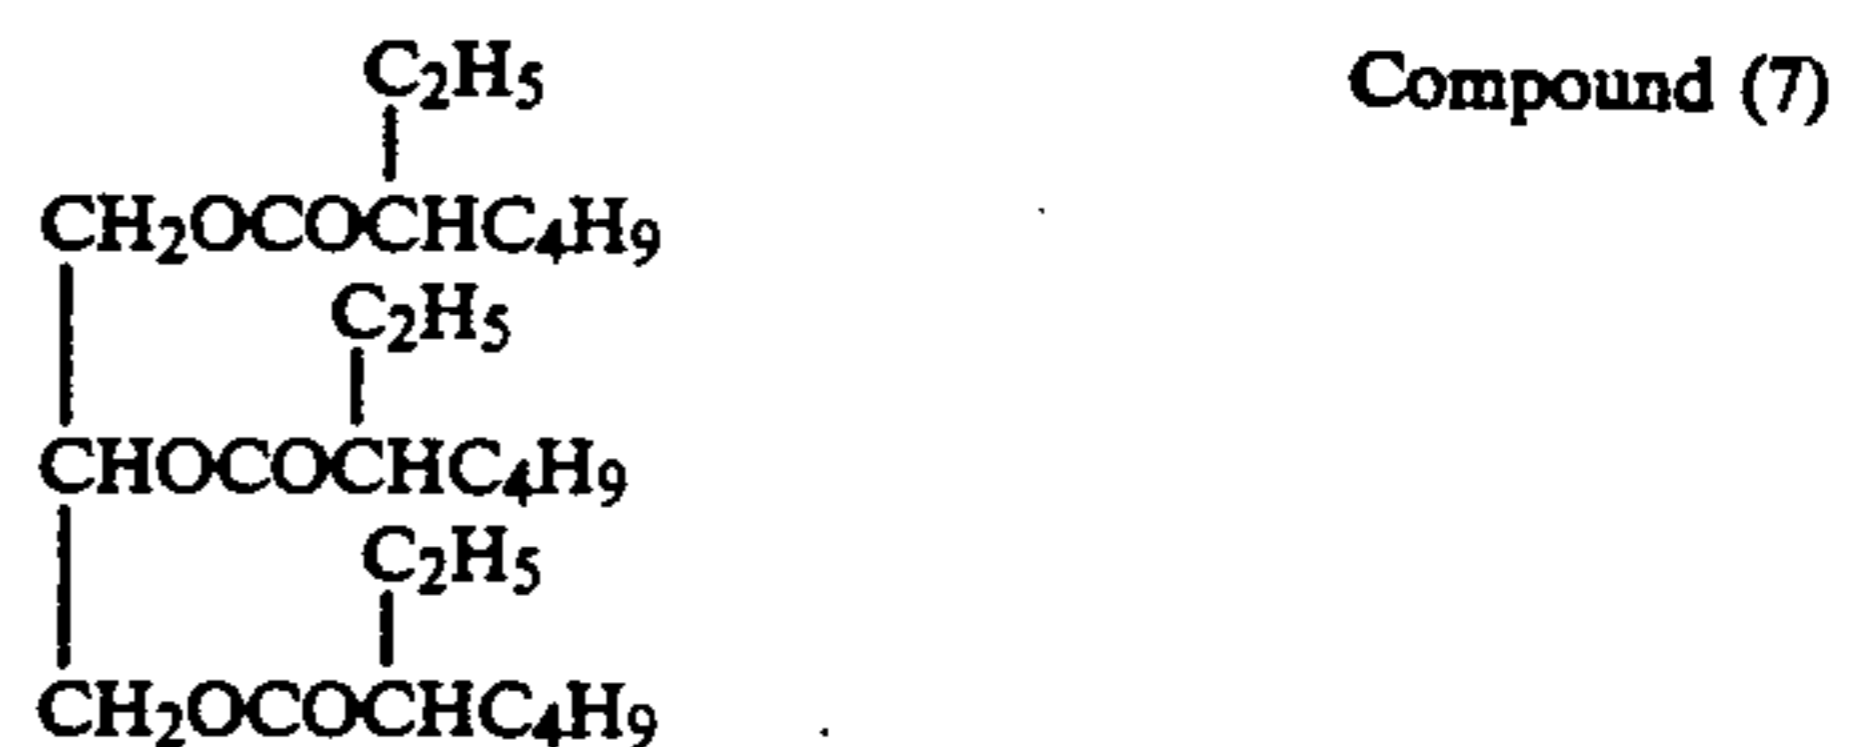 C₂H₅ Compound (7)
CH₂OCOCHC₄H₉
C₂H₅
CHOCOCHC₄H₉
C₂H₅
CH₂OCOCHC₄H₉